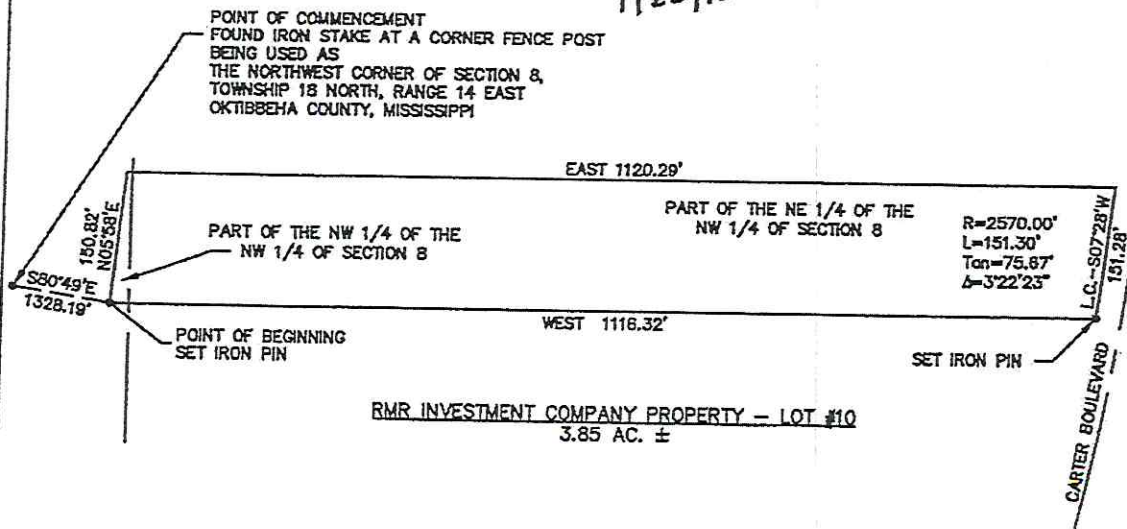 POINT OF COMMENCEMENT
FOUND IRON STAKE AT A CORNER FENCE POST
BEING USED AS
THE NORTHWEST CORNER OF SECTION 8,
TOWNSHIP 18 NORTH, RANGE 14 EAST
OKTIBBEHA COUNTY, MISSISSIPPI
EAST 1120.29'
150.82'
N05°58'E
PART OF THE NW 1/4 OF THE
NW 1/4 OF SECTION 8
PART OF THE NE 1/4 OF THE
NW 1/4 OF SECTION 8
R=2570.00'
L=151.30'
Tan=75.67'
Δ=3°22'23"
L.C.-S07°28'W
151.28'
S80°49'E
1328.19'
POINT OF BEGINNING
SET IRON PIN
WEST 1116.32'
SET IRON PIN
CARTER BOULEVARD
RMR INVESTMENT COMPANY PROPERTY - LOT #10
3.85 AC. ±